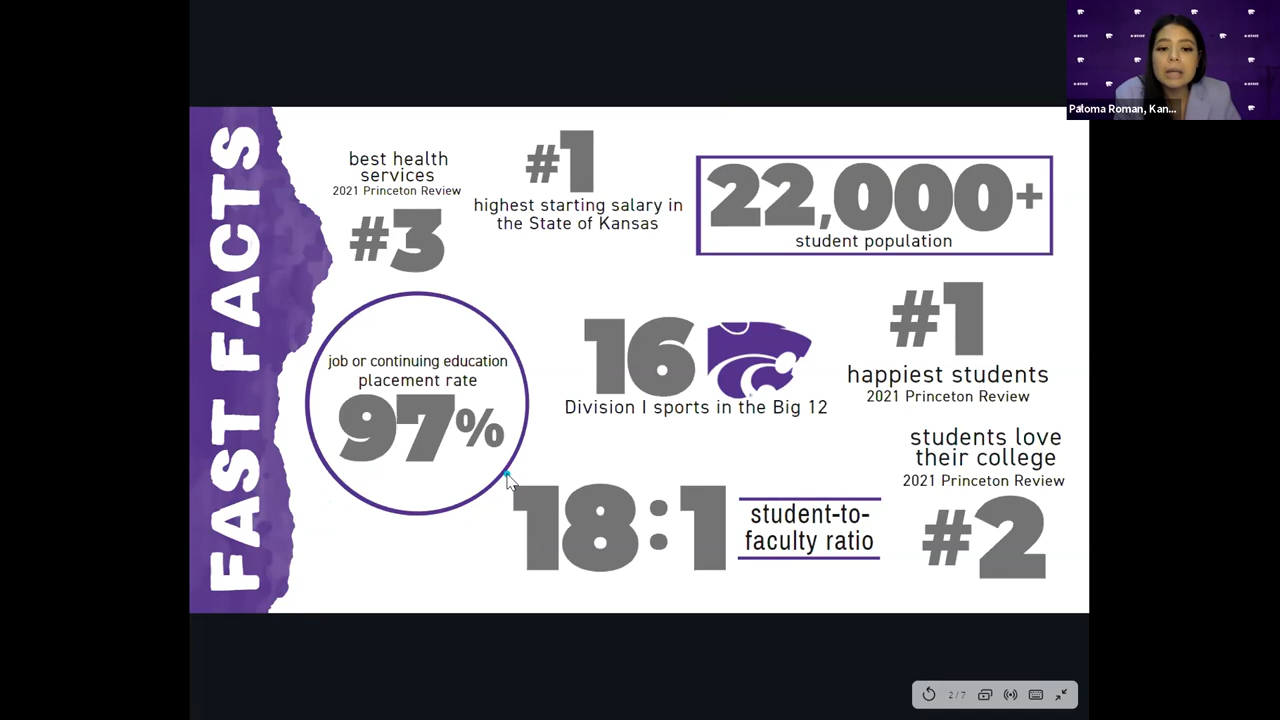 FAST FACTS
best health
services
2021 Princeton Review
#3
#1
highest starting salary in
the State of Kansas
22,000+
student population
job or continuing education
placement rate
97%
16
Division I sports in the Big 12
#1
happiest students
2021 Princeton Review
18:1
student-to-
faculty ratio
students love
their college
2021 Princeton Review
#2
Paloma Roman, Kan...
2/7